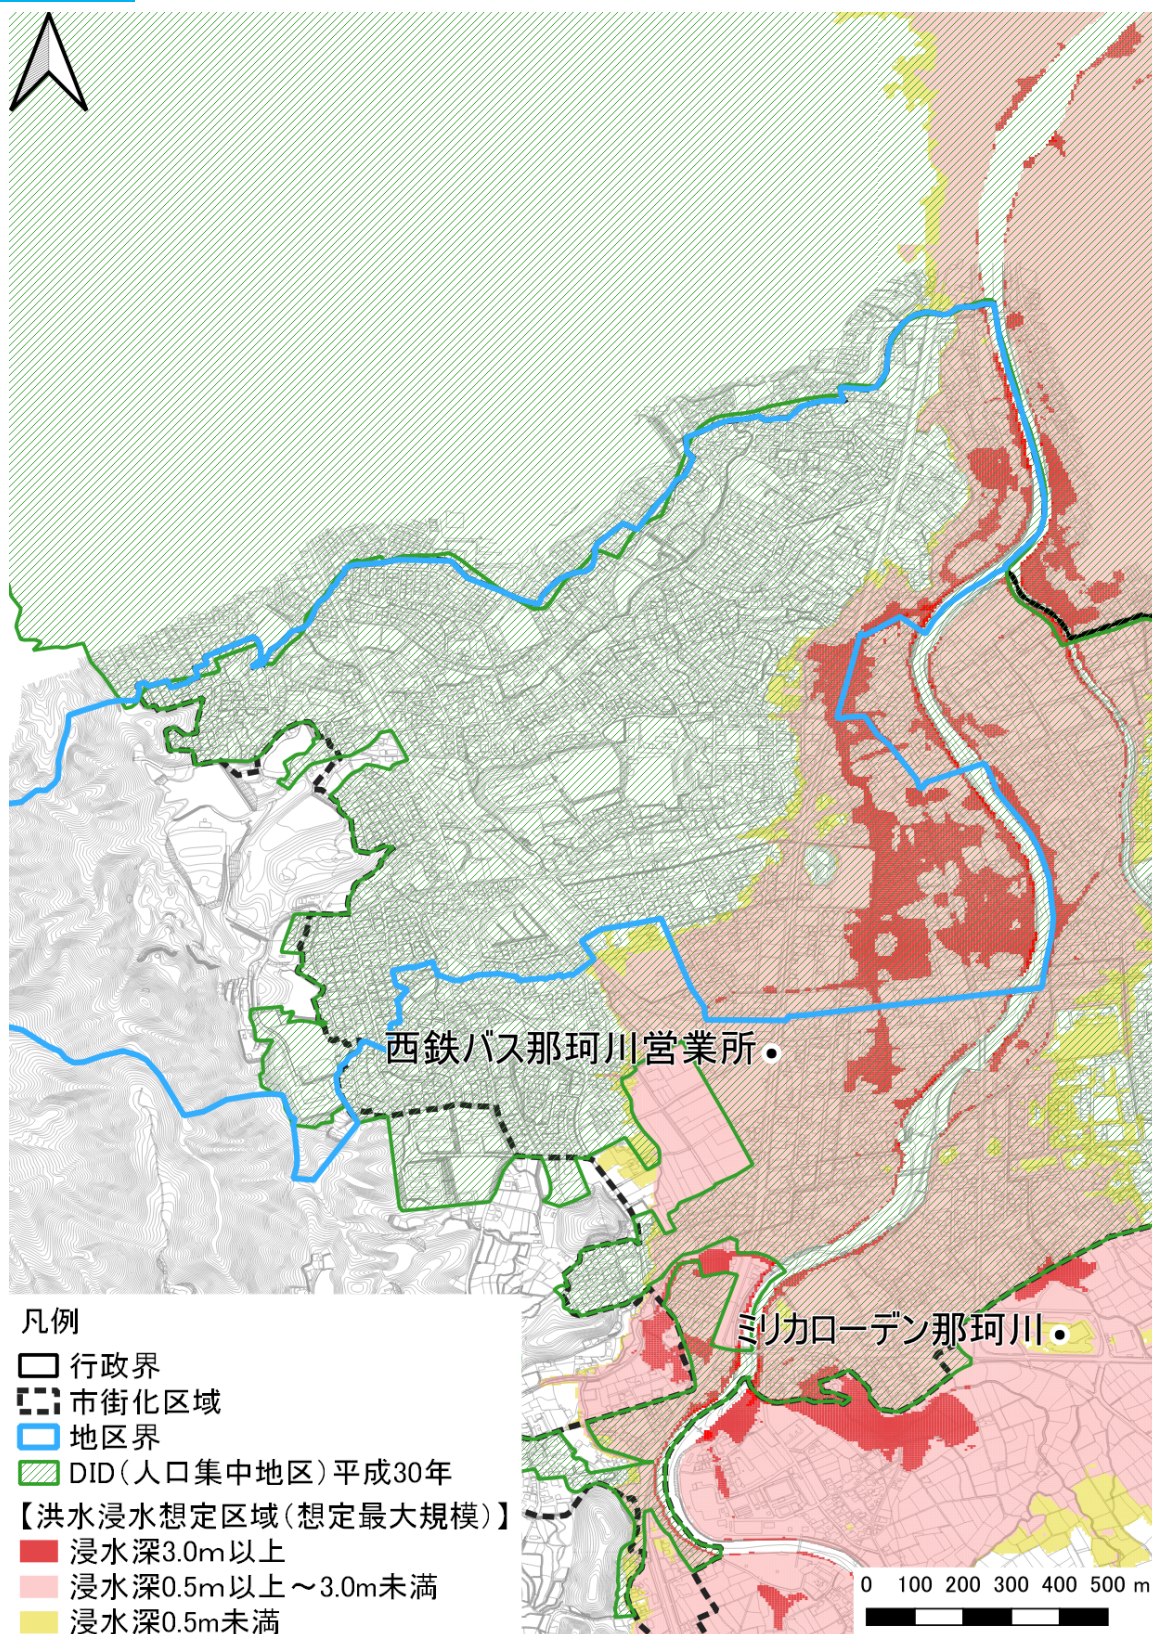 西鉄バス那珂川営業所
ミリカローデン那珂川
凡例
行政界
市街化区域
地区界
DID(人口集中地区)平成30年
【洪水浸水想定区域(想定最大規模)】
浸水深3.0m以上
浸水深0.5m以上~3.0m未満
浸水深0.5m未満
0 100 200 300 400 500 m